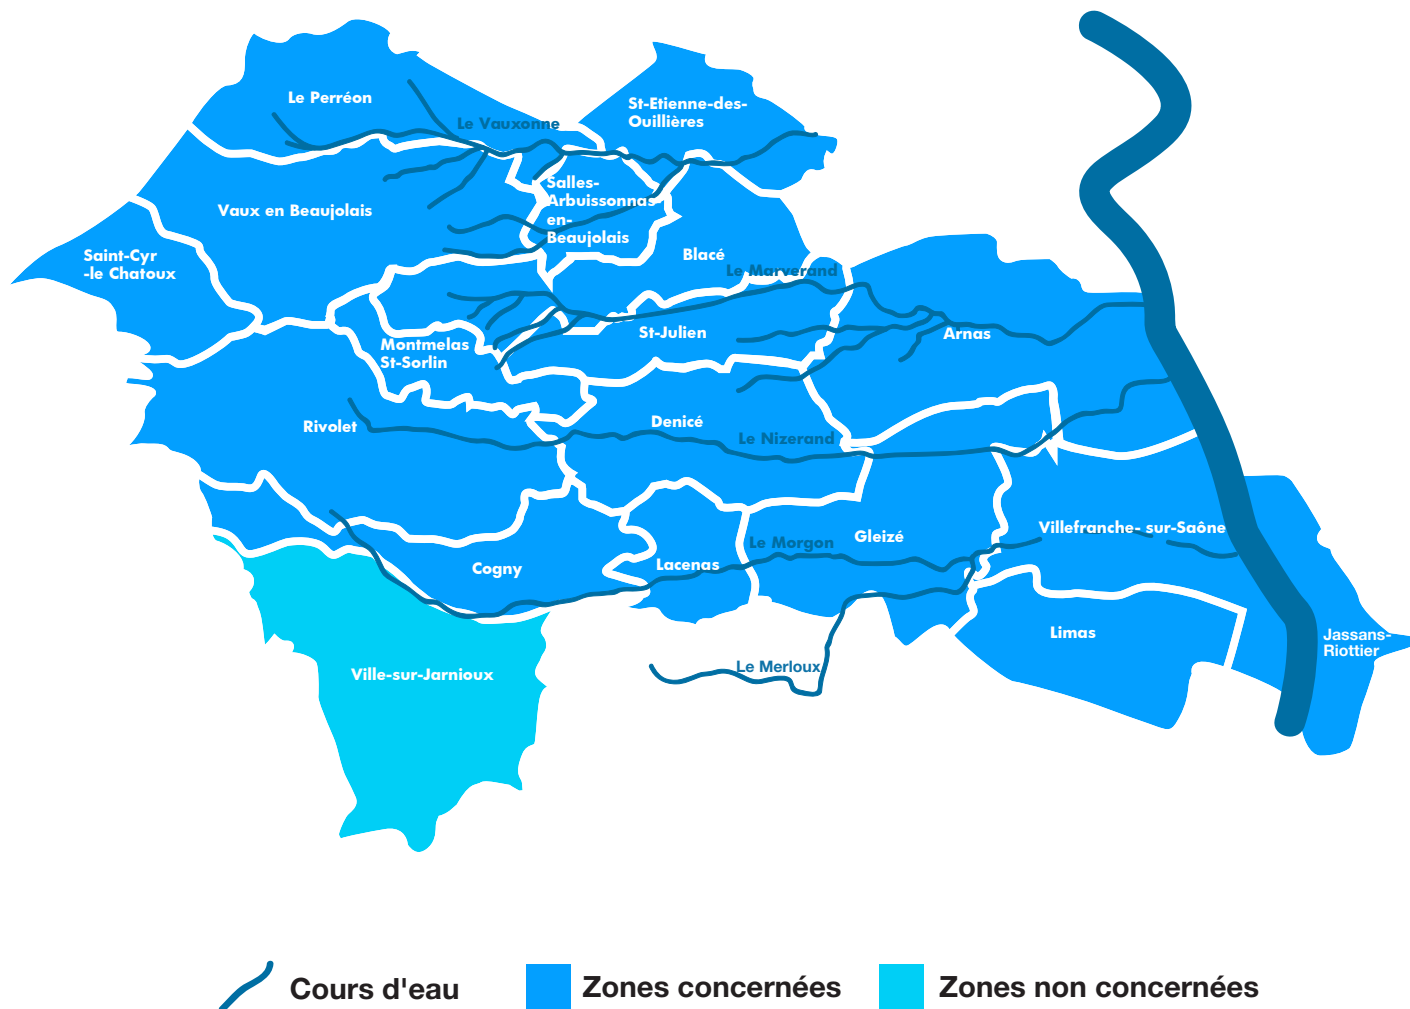 Le Perréon
St-Etienne-des-
Ouillières
Le Vauxonne
Salles-
Arbuissonnas
en-
Beaujolais
Vaux en Beaujolais
Saint-Cyr
-le Chatoux
Blacé
Le Marverand
St-Julien
Arnas
Montmelas
St-Sorlin
Rivolet
Denicé
Le Nizerand
Villefranche- sur-Saône
Gleizé
Le Morgon
Lacenas
Cogny
Limas
Jassans-
Riottier
Le Merloux
Ville-sur-Jarnioux
Cours d'eau
Zones concernées
Zones non concernées